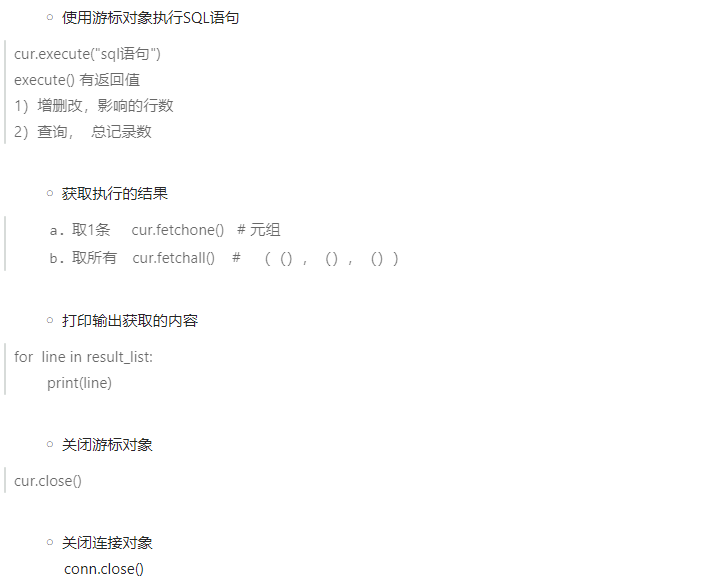 ○ 使用游标对象执行SQL语句
cur.execute("sql语句")
execute() 有返回值
1）增删改，影响的行数
2）查询， 总记录数
○ 获取执行的结果
a. 取1条 cur.fetchone() # 元组
b. 取所有 cur.fetchall() # （（），（），（））
○ 打印输出获取的内容
for line in result_list:
print(line)
○ 关闭游标对象
cur.close()
○ 关闭连接对象
conn.close()